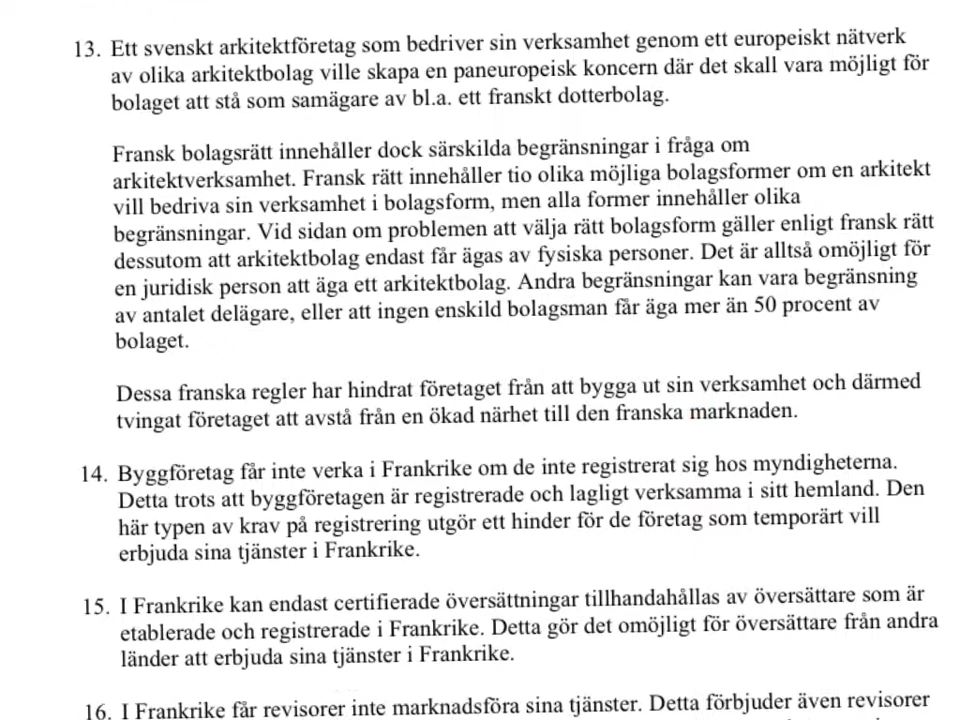 13. Ett svenskt arkitektföretag som bedriver sin verksamhet genom ett europeiskt nätverk
av olika arkitektbolag ville skapa en paneuropeisk koncern där det skall vara möjligt för
bolaget att stå som samägare av bl.a. ett franskt dotterbolag.
Fransk bolagsrätt innehåller dock särskilda begränsningar i fråga om
arkitektverksamhet. Fransk rätt innehåller tio olika möjliga bolagsformer om en arkitekt
vill bedriva sin verksamhet i bolagsform, men alla former innehåller olika
begränsningar. Vid sidan om problemen att välja rätt bolagsform gäller enligt fransk rätt
dessutom att arkitektbolag endast får ägas av fysiska personer. Det är alltså omöjligt för
en juridisk person att äga ett arkitektbolag. Andra begränsningar kan vara begränsning
av antalet delägare, eller att ingen enskild bolagsman får äga mer än 50 procent av
bolaget.
Dessa franska regler har hindrat företaget från att bygga ut sin verksamhet och därmed
tvingat företaget att avstå från en ökad närhet till den franska marknaden.
14. Byggföretag får inte verka i Frankrike om de inte registrerat sig hos myndigheterna.
Detta trots att byggföretagen är registrerade och lagligt verksamma i sitt hemland. Den
här typen av krav på registrering utgör ett hinder för de företag som temporärt vill
erbjuda sina tjänster i Frankrike.
15. I Frankrike kan endast certifierade översättningar tillhandahållas av översättare som är
etablerade och registrerade i Frankrike. Detta gör det omöjligt för översättare från andra
länder att erbjuda sina tjänster i Frankrike.
16. I Frankrike får revisorer inte marknadsföra sina tjänster. Detta förbjuder även revisorer